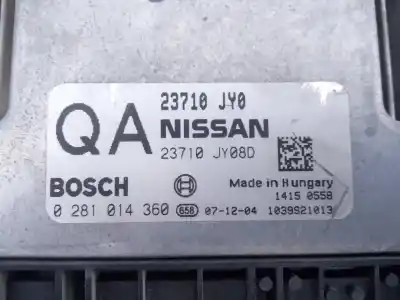 23710 JY0
QA NISSAN
23710 JY08D
BOSCH
Made in Hungary
1415 0558
0 281 014 360 658 07-12-04 1039S21013